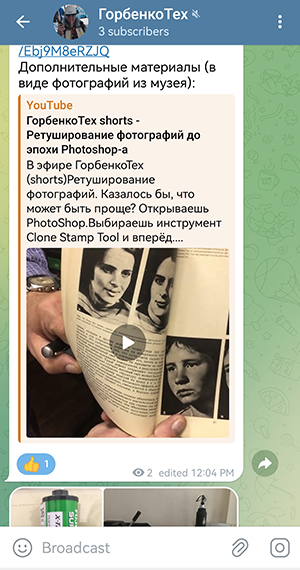 ГорбенкоТех
3 subscribers
/Ebj9M8eRZJQ
Дополнительные материалы (в
виде фотографий из музея):
YouTube
ГорбенкоТех shorts -
Ретуширование фотографий до
эпохи Photoshop-а
В эфире ГорбенкоТех
(shorts)Ретуширование
фотографий. Казалось бы, что
может быть проще? Открываешь
PhotoShop.Выбираешь инструмент
Clone Stamp Tool и вперёд....
1
2 edited 12:04 PM
Broadcast